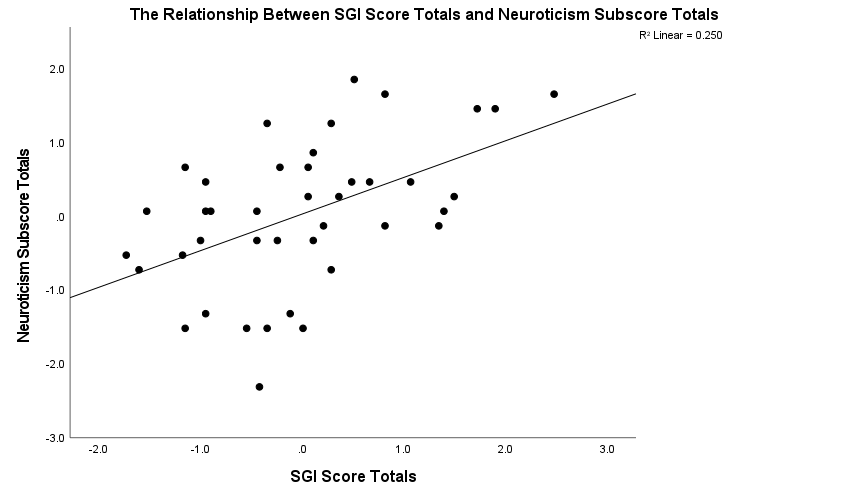 The Relationship Between SGI Score Totals and Neuroticism Subscore Totals
R² Linear = 0.250
2.0
1.0
.0
-1.0
-2.0
-3.0
Neuroticism Subscore Totals
-2.0 -1.0 .0 1.0 2.0 3.0
SGI Score Totals